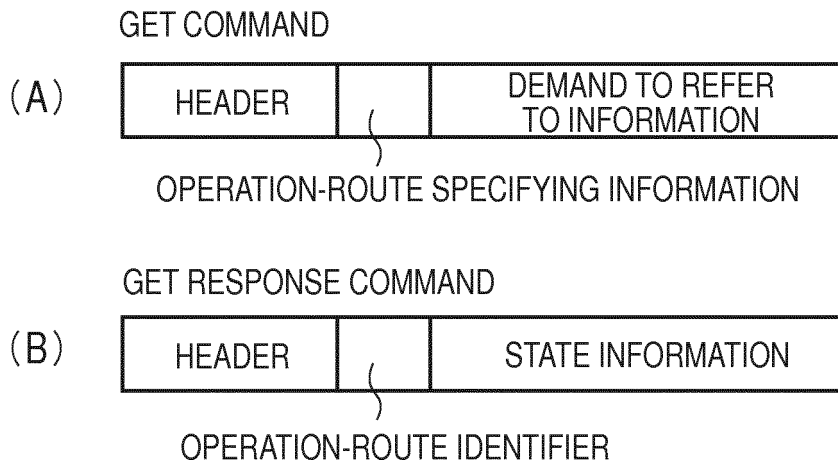 GET COMMAND
(A)
HEADER
DEMAND TO REFER
TO INFORMATION
OPERATION-ROUTE SPECIFYING INFORMATION
GET RESPONSE COMMAND
(B)
HEADER
STATE INFORMATION
OPERATION-ROUTE IDENTIFIER